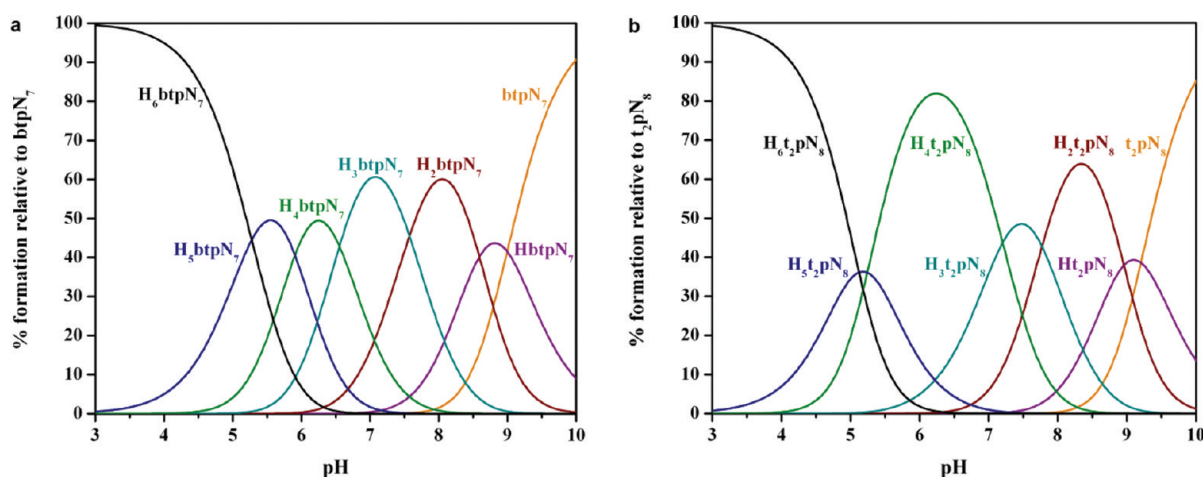 a
% formation relative to btpN₇
100
90
80
70
60
50
40
30
20
10
0
H₆btpN₇
H₅btpN₇
H₄btpN₇
H₃btpN₇
H₂btpN₇
HbtpN₇
btpN₇
3 4 5 6 7 8 9 10
pH
b
% formation relative to t₂pN₈
100
90
80
70
60
50
40
30
20
10
0
H₆t₂pN₈
H₅t₂pN₈
H₄t₂pN₈
H₃t₂pN₈
H₂t₂pN₈
Ht₂pN₈
t₂pN₈
3 4 5 6 7 8 9 10
pH